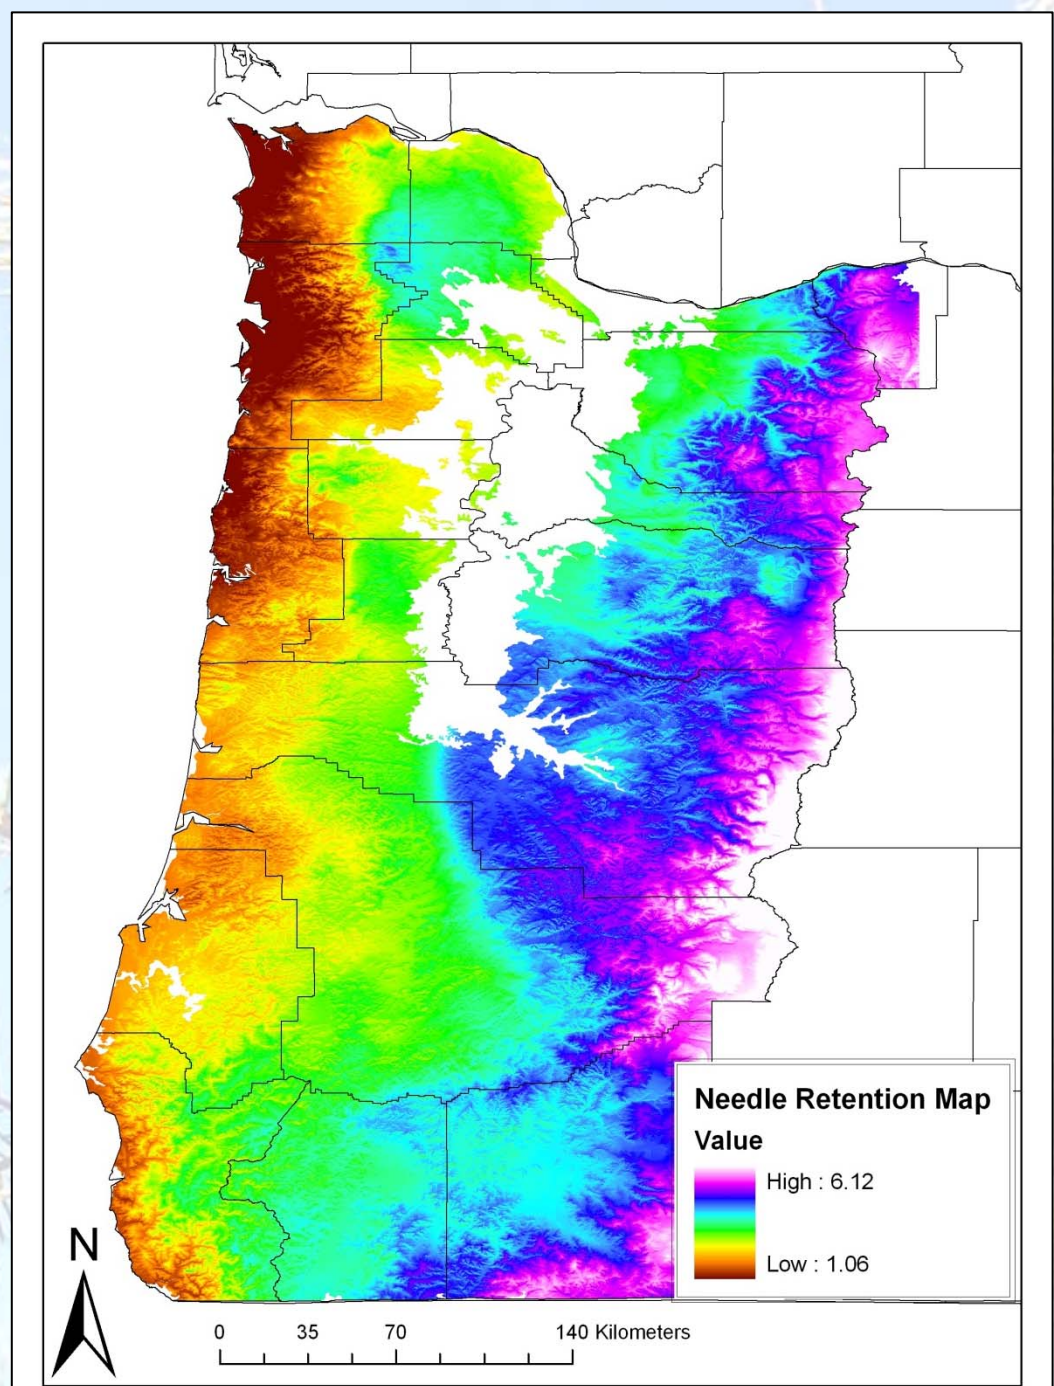 Needle Retention Map
Value
High : 6.12
Low : 1.06
N
0 35 70 140 Kilometers